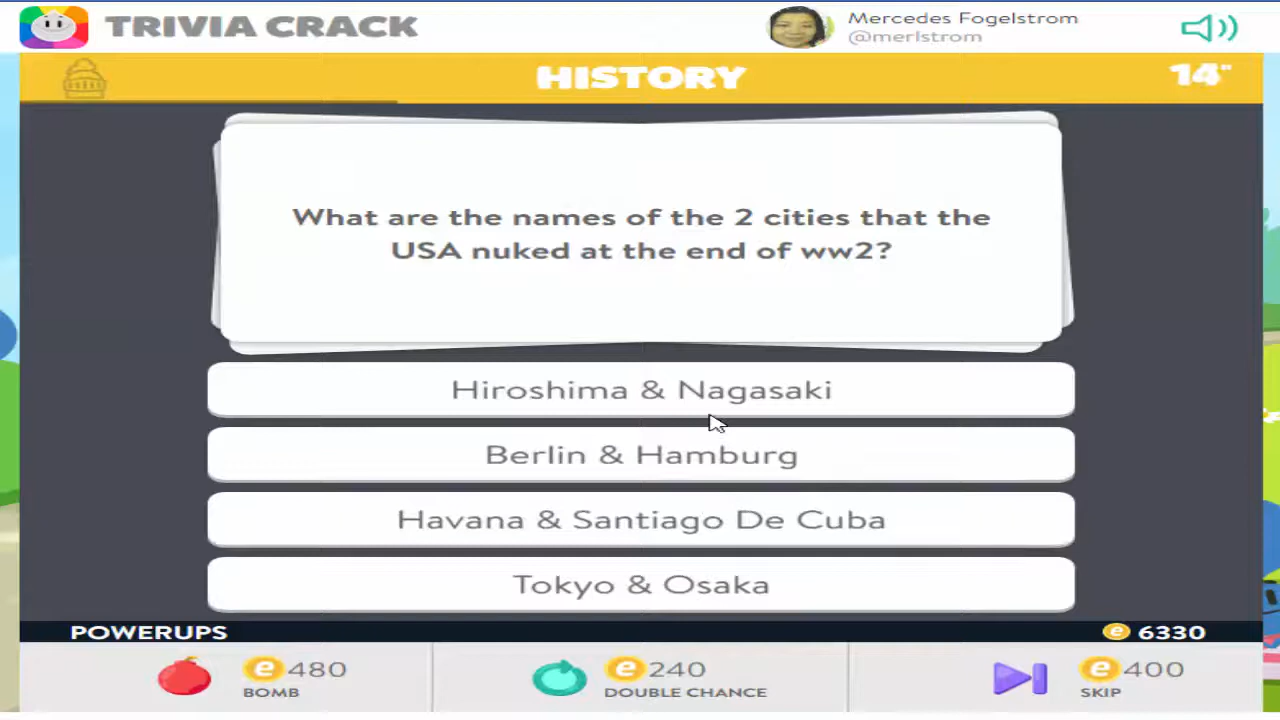 TRIVIA CRACK
Mercedes Fogelstrom
@merlstrom
HISTORY
14"
What are the names of the 2 cities that the
USA nuked at the end of ww2?
Hiroshima & Nagasaki
Berlin & Hamburg
Havana & Santiago De Cuba
Tokyo & Osaka
POWERUPS
6330
480
BOMB
240
DOUBLE CHANCE
400
SKIP